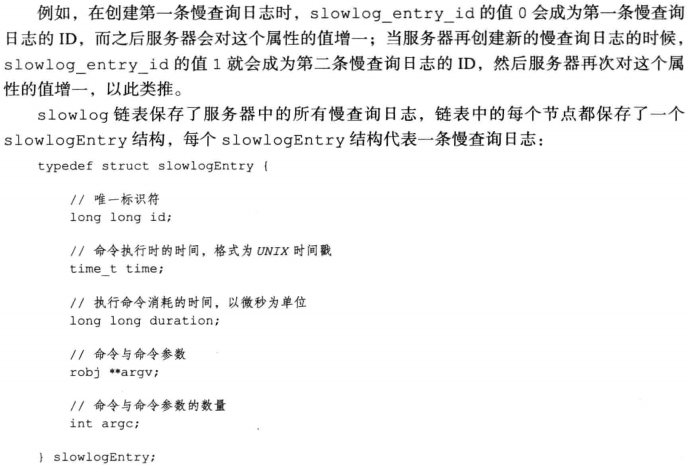 例如，在创建第一条慢查询日志时，slowlog_entry_id 的值 0 会成为第一条慢查询
日志的 ID，而之后服务器会对这个属性的值增一；当服务器再创建新的慢查询日志的时候，
slowlog_entry_id 的值 1 就会成为第二条慢查询日志的 ID，然后服务器再次对这个属
性的值增一，以此类推。
slowlog 链表保存了服务器中的所有慢查询日志，链表中的每个节点都保存了一个
slowlogEntry 结构，每个 slowlogEntry 结构代表一条慢查询日志：
typedef struct slowlogEntry {
// 唯一标识符
long long id;
// 命令执行时的时间，格式为 UNIX 时间戳
time_t time;
// 执行命令消耗的时间，以微秒为单位
long long duration;
// 命令与命令参数
robj **argv;
// 命令与命令参数的数量
int argc;
} slowlogEntry;